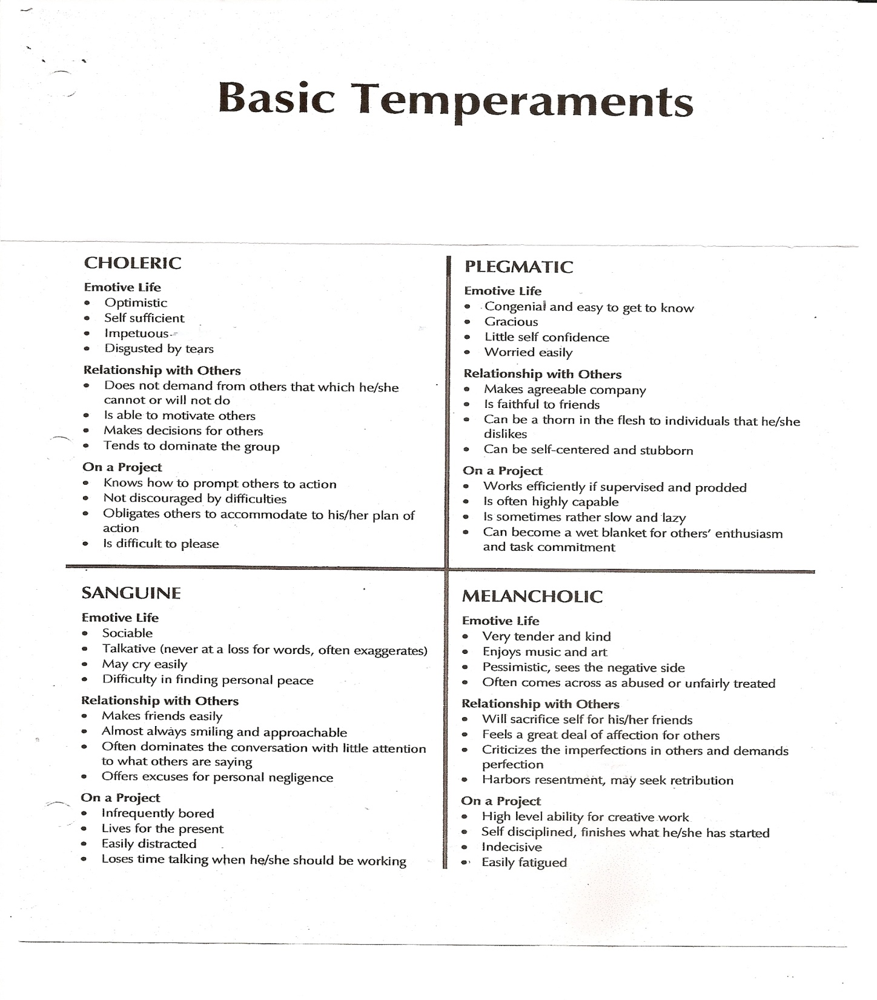 Basic Temperaments
CHOLERIC
Emotive Life
• Optimistic
• Self sufficient
• Impetuous
• Disgusted by tears
Relationship with Others
• Does not demand from others that which he/she
cannot or will not do
• Is able to motivate others
• Makes decisions for others
• Tends to dominate the group
On a Project
• Knows how to prompt others to action
• Not discouraged by difficulties
• Obligates others to accommodate to his/her plan of
action
• Is difficult to please
PLEGMATIC
Emotive Life
• Congenial and easy to get to know
• Gracious
• Little self confidence
• Worried easily
Relationship with Others
• Makes agreeable company
• Is faithful to friends
• Can be a thorn in the flesh to individuals that he/she
dislikes
• Can be self-centered and stubborn
On a Project
• Works efficiently if supervised and prodded
• Is often highly capable
• Is sometimes rather slow and lazy
• Can become a wet blanket for others' enthusiasm
and task commitment
SANGUINE
Emotive Life
• Sociable
• Talkative (never at a loss for words, often exaggerates)
• May cry easily
• Difficulty in finding personal peace
Relationship with Others
• Makes friends easily
• Almost always smiling and approachable
• Often dominates the conversation with little attention
to what others are saying
• Offers excuses for personal negligence
On a Project
• Infrequently bored
• Lives for the present
• Easily distracted
• Loses time talking when he/she should be working
MELANCHOLIC
Emotive Life
• Very tender and kind
• Enjoys music and art
• Pessimistic, sees the negative side
• Often comes across as abused or unfairly treated
Relationship with Others
• Will sacrifice self for his/her friends
• Feels a great deal of affection for others
• Criticizes the imperfections in others and demands
perfection
• Harbors resentment, may seek retribution
On a Project
• High level ability for creative work
• Self disciplined, finishes what he/she has started
• Indecisive
• Easily fatigued